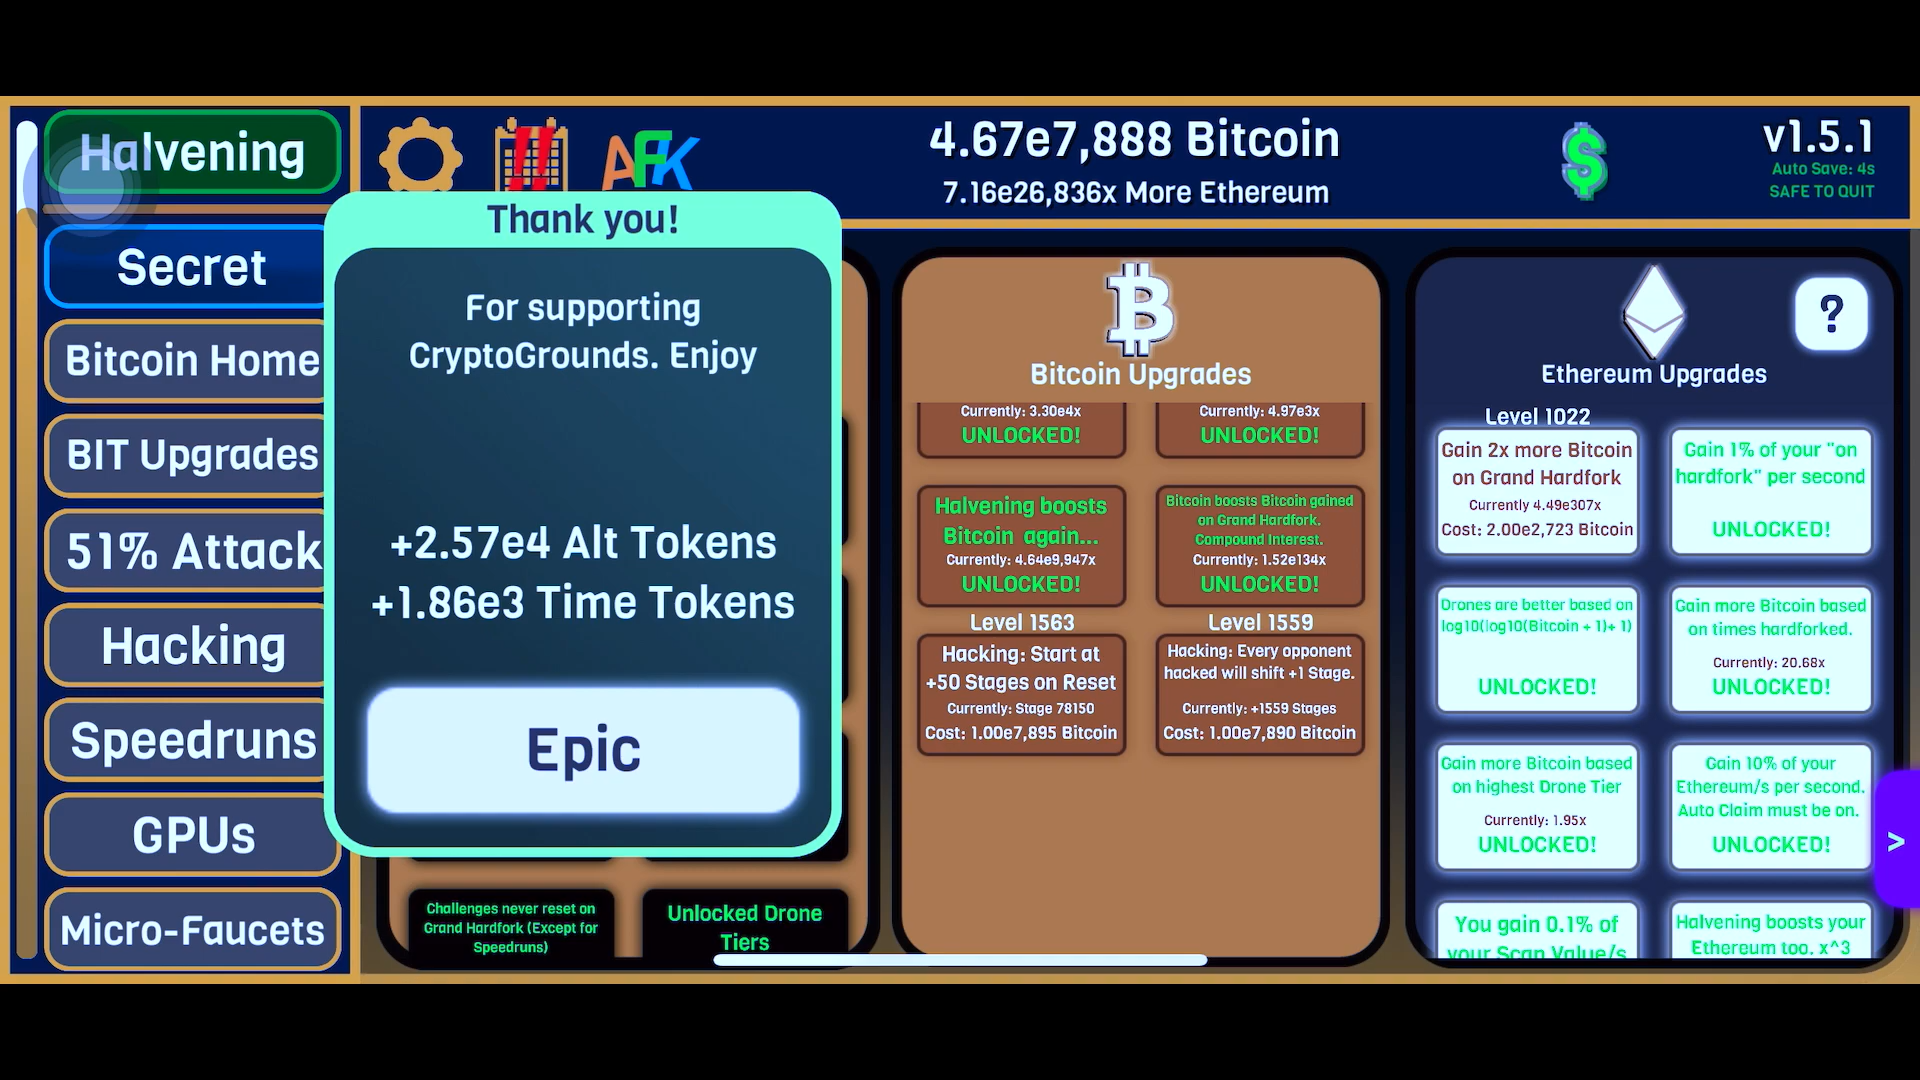 Halvening
Secret
Bitcoin Home
BIT Upgrades
51% Attack
Hacking
Speedruns
GPUs
Micro-Faucets
!!
AFK
4.67e7,888 Bitcoin
7.16e26,836x More Ethereum
$
v1.5.1
Auto Save: 4s
SAFE TO QUIT
Thank you!
For supporting
CryptoGrounds. Enjoy
+2.57e4 Alt Tokens
+1.86e3 Time Tokens
Epic
Challenges never reset on
Grand Hardfork (Except for
Speedruns)
Unlocked Drone
Tiers
Bitcoin Upgrades
Currently: 3.30e4x
UNLOCKED!
Currently: 4.97e3x
UNLOCKED!
Halvening boosts
Bitcoin again...
Currently: 4.64e9,947x
UNLOCKED!
Bitcoin boosts Bitcoin gained
on Grand Hardfork.
Compound Interest.
Currently: 1.52e134x
UNLOCKED!
Level 1563
Hacking: Start at
+50 Stages on Reset
Currently: Stage 78150
Cost: 1.00e7,895 Bitcoin
Level 1559
Hacking: Every opponent
hacked will shift +1 Stage.
Currently: +1559 Stages
Cost: 1.00e7,890 Bitcoin
?
Ethereum Upgrades
Level 1022
Gain 2x more Bitcoin
on Grand Hardfork
Currently 4.49e307x
Cost: 2.00e2,723 Bitcoin
Gain 1% of your "on
hardfork" per second
UNLOCKED!
Drones are better based on
log10(log10(Bitcoin + 1)+ 1)
UNLOCKED!
Gain more Bitcoin based
on times hardforked.
Currently: 20.68x
UNLOCKED!
Gain more Bitcoin based
on highest Drone Tier
Currently: 1.95x
UNLOCKED!
Gain 10% of your
Ethereum/s per second.
Auto Claim must be on.
UNLOCKED!
You gain 0.1% of
your Scan Value/s
Halvening boosts your
Ethereum too. x^3
>